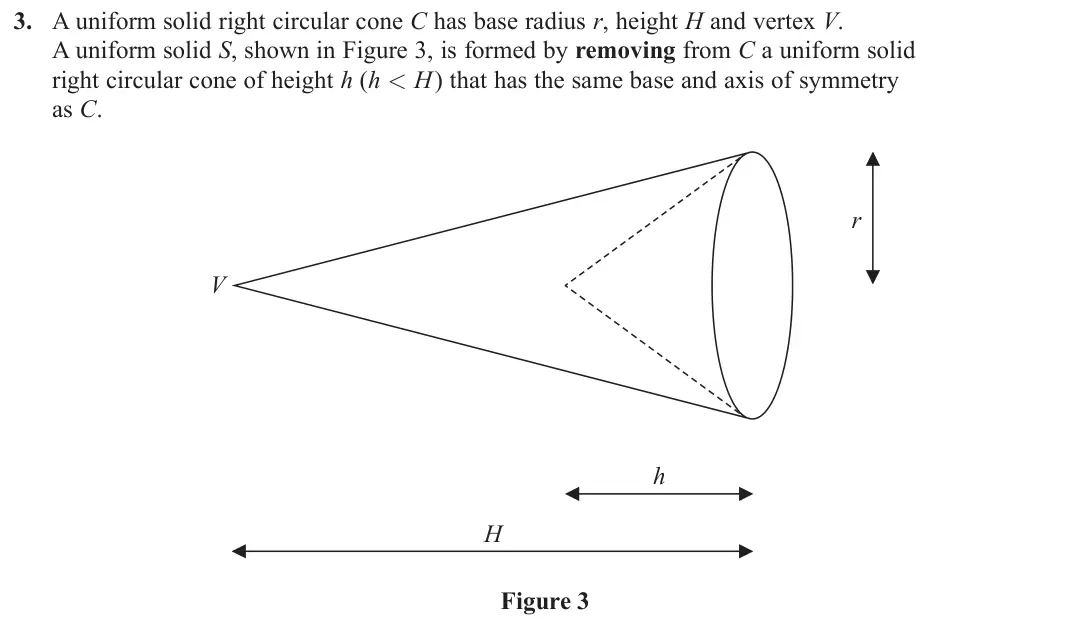 3. A uniform solid right circular cone C has base radius r, height H and vertex V.
A uniform solid S, shown in Figure 3, is formed by removing from C a uniform solid
right circular cone of height h (h < H) that has the same base and axis of symmetry
as C.
r
V
h
H
Figure 3